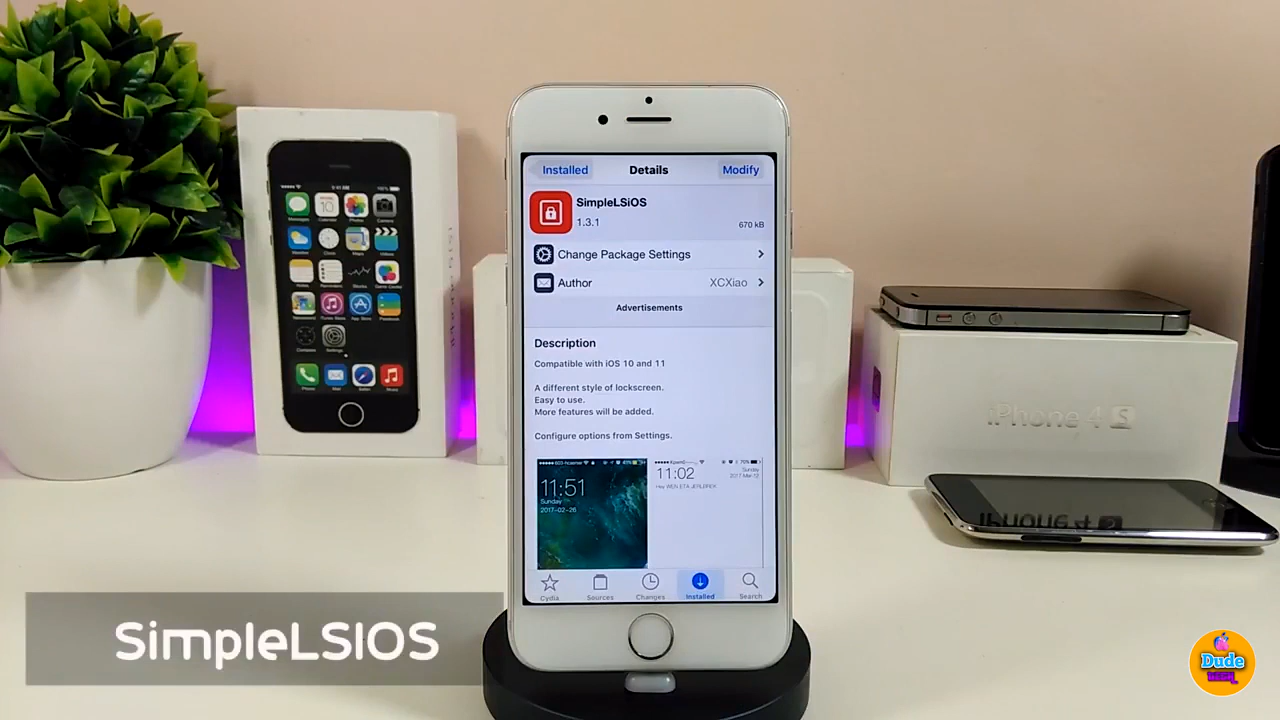 Installed
Details
Modify
SimpleLSiOS
1.3.1
670 kB
Change Package Settings
Author
XCXiao
Advertisements
Description
Compatible with iOS 10 and 11
A different style of lockscreen.
Easy to use.
More features will be added.
Configure options from Settings.
11:51
Sunday
2017-02-26
11:02
Sunday
Cydia
Sources
Changes
Installed
Search
iPhone 4 S
SimpleLSIOS
Dude